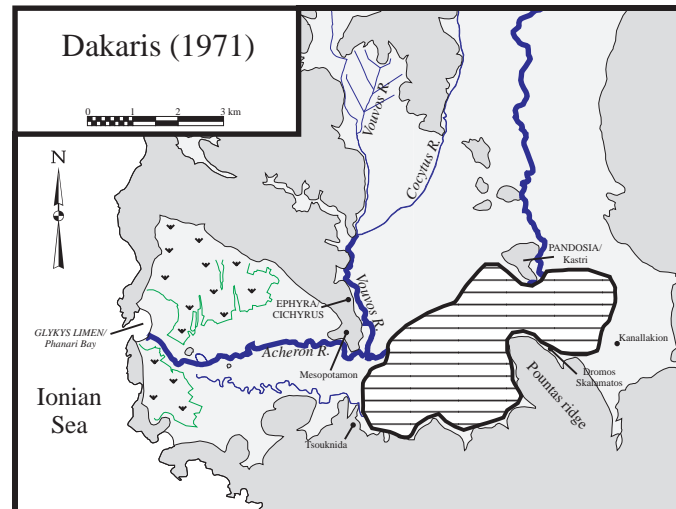 Dakaris (1971)
0 1 2 3 km
N
Vouvos R.
Cocytus R.
PANDOSIA/
Kastri
EPHYRA/
CICHYRUS
Vouvos R.
GLYKYS LIMEN/
Phanari Bay
Acheron R.
Mesopotamon
Kanallakion
Dromos
Skalamatos
Pountas ridge
Ionian
Sea
Tsouknida